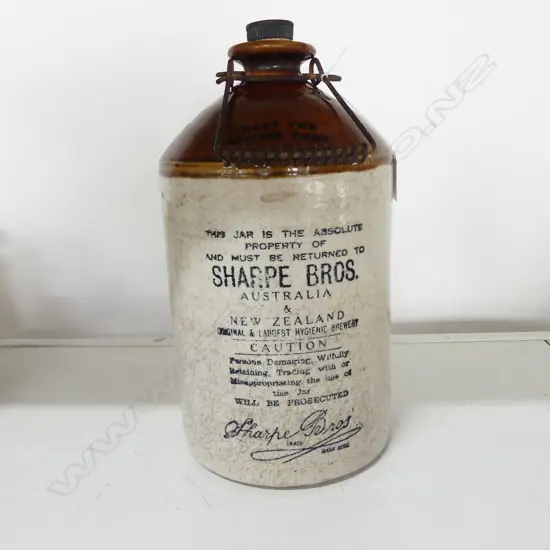 THIS JAR IS THE ABSOLUTE
PROPERTY OF
AND MUST BE RETURNED TO
SHARPE BROS.
AUSTRALIA
&
NEW ZEALAND
ORIGINAL & LARGEST HYGIENIC BREWERY
CAUTION
Persons Damaging, Wilfully
Retaining, Trading with or
Misappropriating the use of
this Jar
WILL BE PROSECUTED
Sharpe Bros
TRADE
MARK REGD.